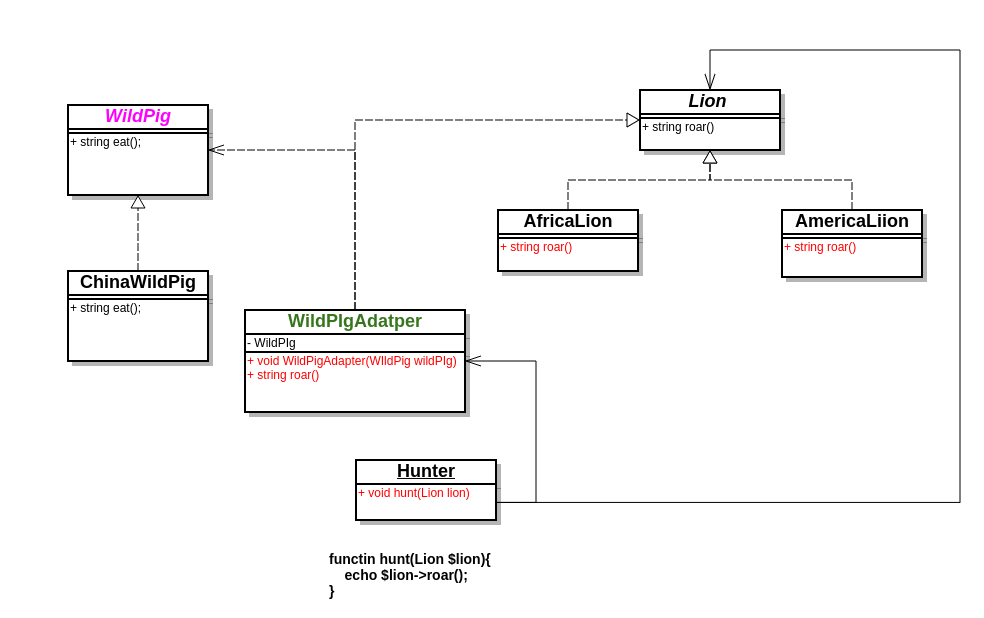 WildPig
+ string eat();
Lion
+ string roar()
AfricaLion
+ string roar()
AmericaLiion
+ string roar()
ChinaWildPig
+ string eat();
WildPIgAdatper
- WildPIg
+ void WildPigAdapter(WIldPig wildPIg)
+ string roar()
Hunter
+ void hunt(Lion lion)
functin hunt(Lion $lion){
echo $lion->roar();
}